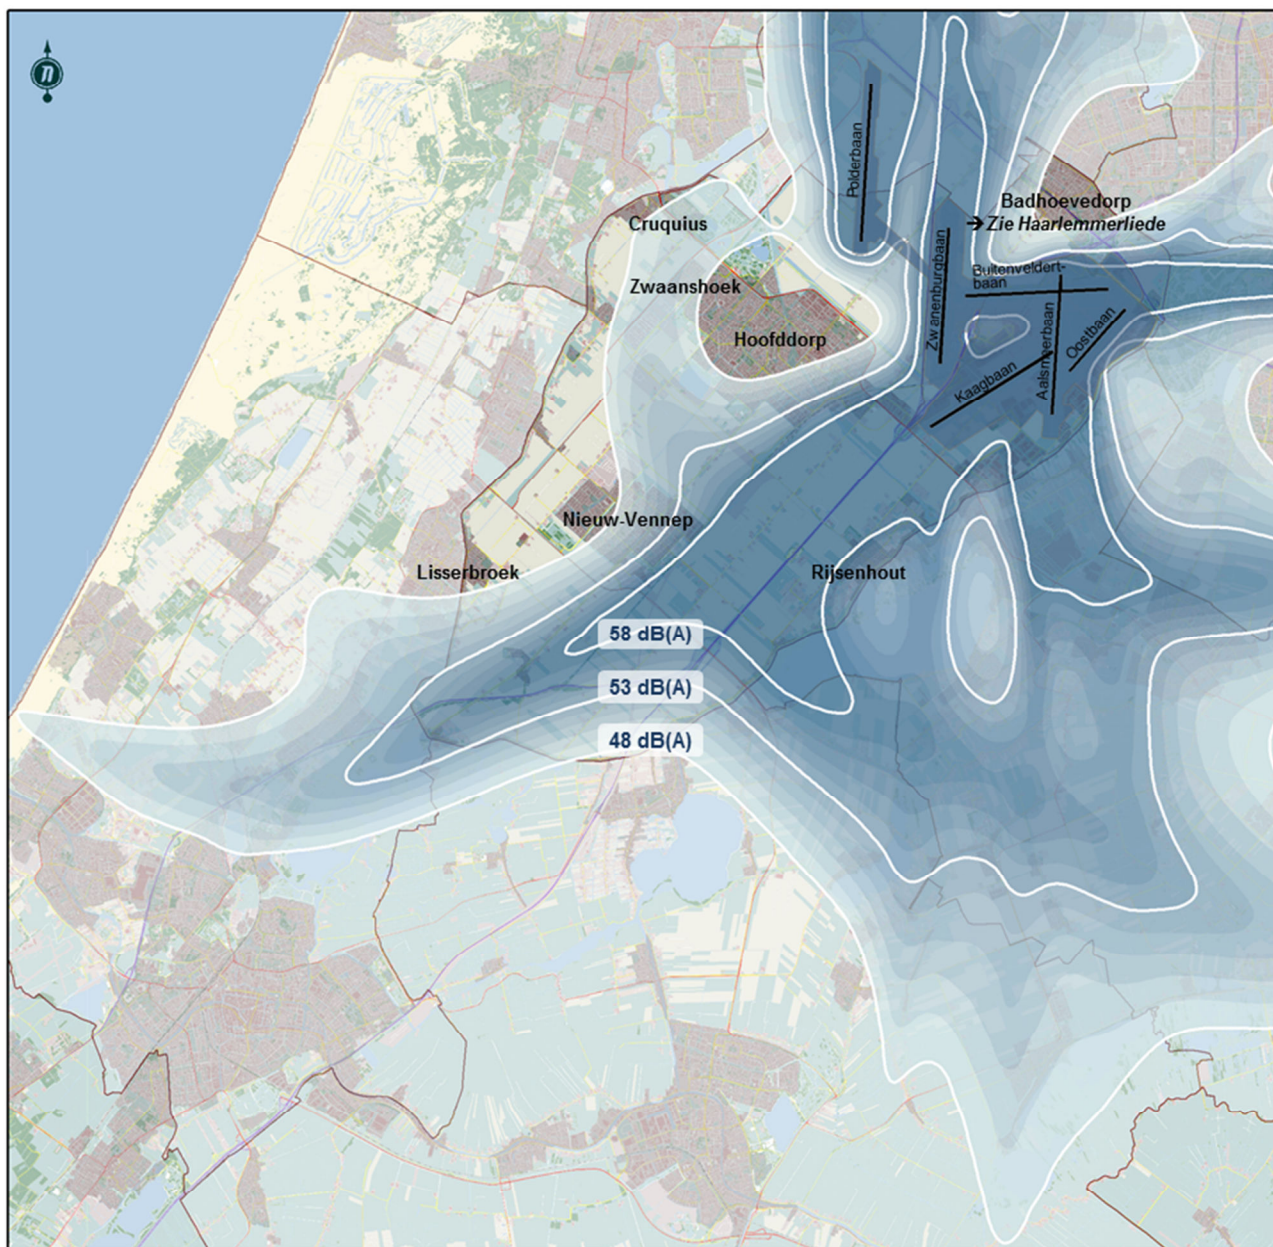 n
Polderbaan
Badhoevedorp
➔Zie Haarlemmerliede
Cruquius
Zwanenburgbaan
Buitenveldert-
baan
Zwaanshoek
Hoofddorp
Aalsmeerbaan
Oostbaan
Kaagbaan
Nieuw-Vennep
Lisserbroek
Rijsenhout
58 dB(A)
53 dB(A)
48 dB(A)